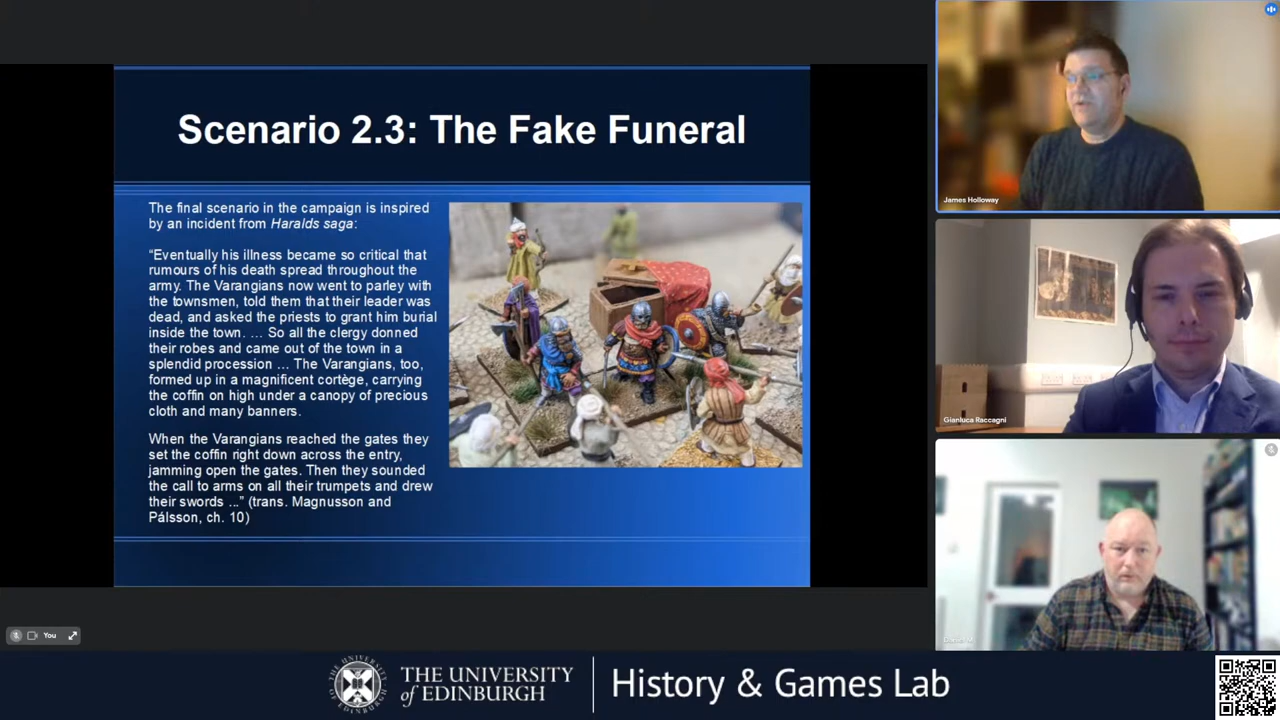 Scenario 2.3: The Fake Funeral
The final scenario in the campaign is inspired
by an incident from Haralds saga:
“Eventually his illness became so critical that
rumours of his death spread throughout the
army. The Varangians now went to parley with
the townsmen, told them that their leader was
dead, and asked the priests to grant him burial
inside the town. … So all the clergy donned
their robes and came out of the town in a
splendid procession ... The Varangians, too,
formed up in a magnificent cortège, carrying
the coffin on high under a canopy of precious
cloth and many banners.
When the Varangians reached the gates they
set the coffin right down across the entry,
jamming open the gates. Then they sounded
the call to arms on all their trumpets and drew
their swords ...” (trans. Magnusson and
Pálsson, ch. 10)
James Holloway
Gianluca Raccagni
You
THE UNIVERSITY
of EDINBURGH
History & Games Lab